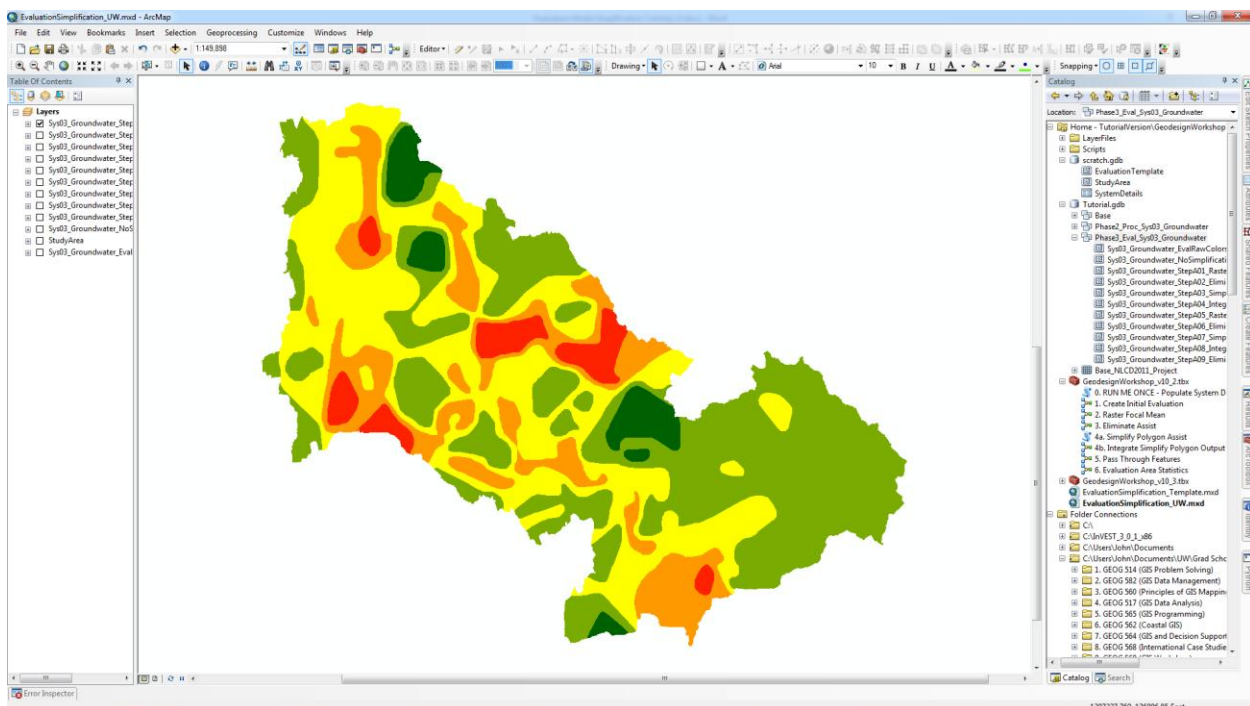 EvaluationSimplification_UW.mxd - ArcMap
File Edit View Bookmarks Insert Selection Geoprocessing Customize Windows Help
1:149,898
Editor
Drawing
Arial
10
B I U A
Snapping
Table Of Contents
Layers
Sys03_Groundwater_Step
Sys03_Groundwater_Step
Sys03_Groundwater_Step
Sys03_Groundwater_Step
Sys03_Groundwater_Step
Sys03_Groundwater_Step
Sys03_Groundwater_Step
Sys03_Groundwater_Step
Sys03_Groundwater_Step
Sys03_Groundwater_NoS
StudyArea
Sys03_Groundwater_Eval
Catalog
Location: Phase3_Eval_Sys03_Groundwater
Home - TutorialVersion\GeodesignWorkshop
LayerFiles
Scripts
scratch.gdb
EvaluationTemplate
StudyArea
SystemDetails
Tutorial.gdb
Base
Phase2_Proc_Sys03_Groundwater
Phase3_Eval_Sys03_Groundwater
Sys03_Groundwater_EvalRawColors
Sys03_Groundwater_NoSimplificati
Sys03_Groundwater_StepA01_Raste
Sys03_Groundwater_StepA02_Elimi
Sys03_Groundwater_StepA03_Simp
Sys03_Groundwater_StepA04_Integ
Sys03_Groundwater_StepA05_Raste
Sys03_Groundwater_StepA06_Elimi
Sys03_Groundwater_StepA07_Simp
Sys03_Groundwater_StepA08_Integ
Sys03_Groundwater_StepA09_Elimi
Base_NLCD2011_Project
GeodesignWorkshop_v10_2.tbx
0. RUN ME ONCE - Populate System D
1. Create Initial Evaluation
2. Raster Focal Mean
3. Eliminate Assist
4a. Simplify Polygon Assist
4b. Integrate Simplify Polygon Output
5. Pass Through Features
6. Evaluation Area Statistics
GeodesignWorkshop_v10_3.tbx
EvaluationSimplification_Template.mxd
EvaluationSimplification_UW.mxd
Folder Connections
C:\
C:\InVEST_3_0_1_x86
C:\Users\John\Documents
C:\Users\John\Documents\UW\Grad Scho
1. GEOG 514 (GIS Problem Solving)
2. GEOG 582 (GIS Data Management)
3. GEOG 560 (Principles of GIS Mappin
4. GEOG 517 (GIS Data Analysis)
5. GEOG 565 (GIS Programming)
6. GEOG 562 (Coastal GIS)
7. GEOG 564 (GIS and Decision Support
8. GEOG 568 (International Case Studie
Catalog Search
Error Inspector